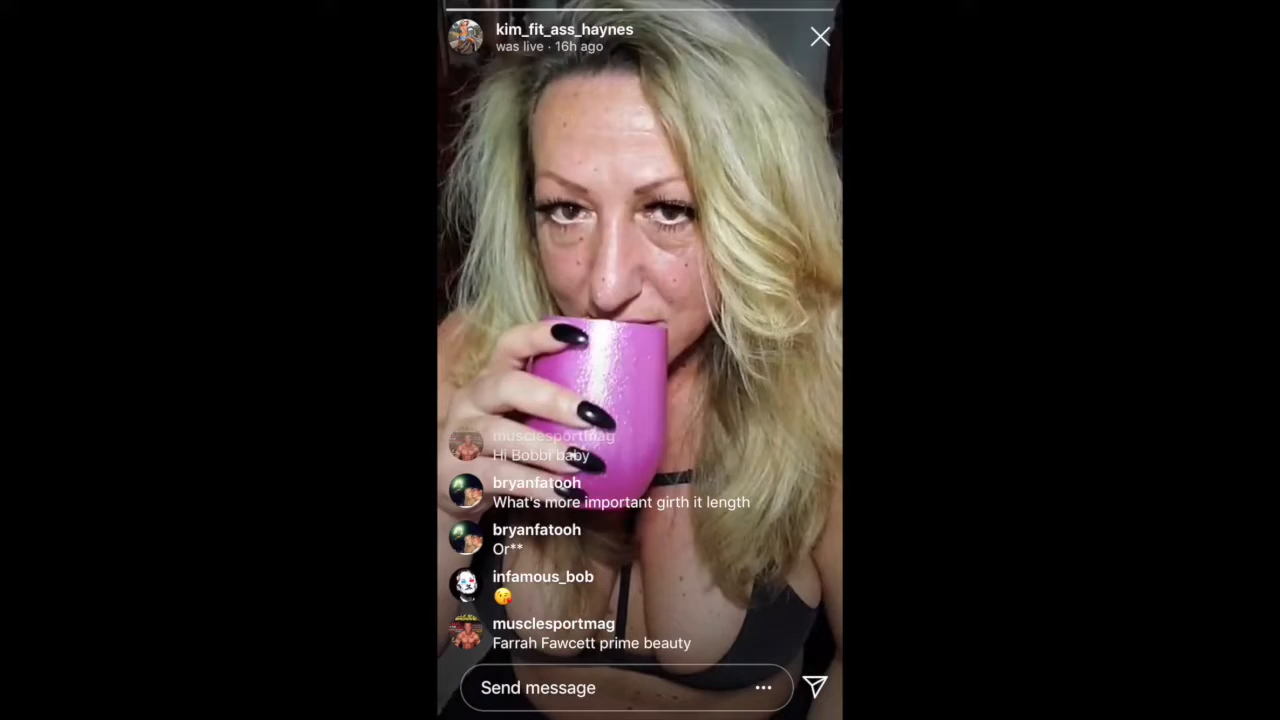 kim_fit_ass_haynes
was live · 16h ago
musclesportmag
Hi Bobbi baby
bryanfatooh
What's more important girth it length
bryanfatooh
Or**
infamous_bob
😘
musclesportmag
Farrah Fawcett prime beauty
Send message